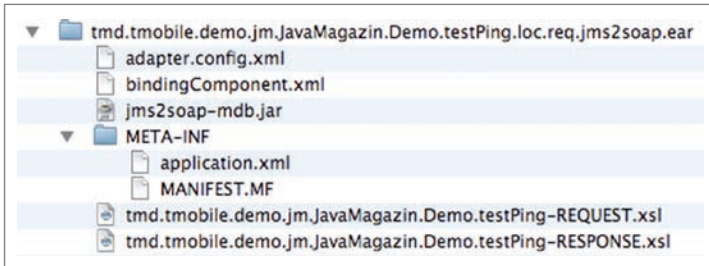 tmd.tmobile.demo.jm.JavaMagazin.Demo.testPing.loc.req.jms2soap.ear
adapter.config.xml
bindingComponent.xml
jms2soap-mdb.jar
META-INF
application.xml
MANIFEST.MF
tmd.tmobile.demo.jm.JavaMagazin.Demo.testPing-REQUEST.xsl
tmd.tmobile.demo.jm.JavaMagazin.Demo.testPing-RESPONSE.xsl